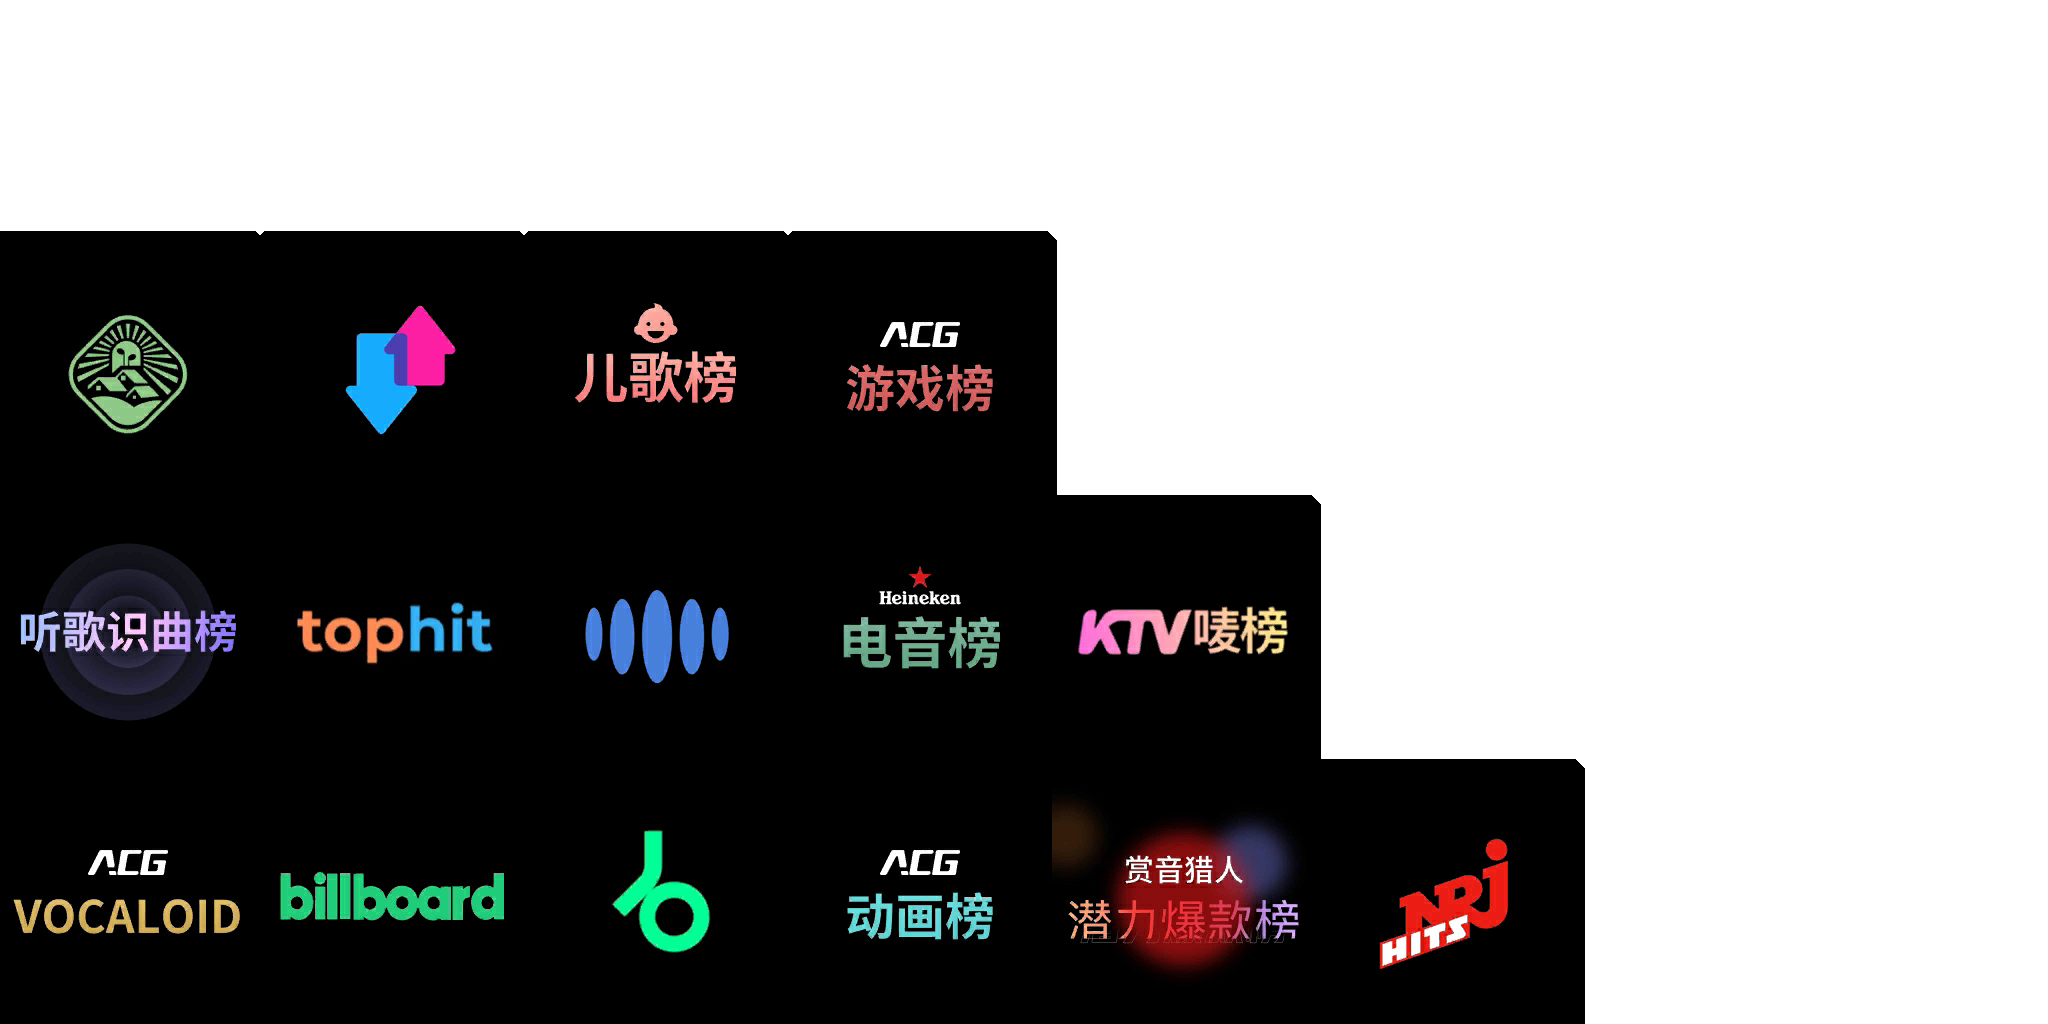 儿歌榜
ACG
游戏榜
听歌识曲榜
tophit
Heineken
电音榜
KTV唛榜
ACG
VOCALOID
billboard
ACG
动画榜
赏音猎人
潜力爆款榜
NRJ
HITS